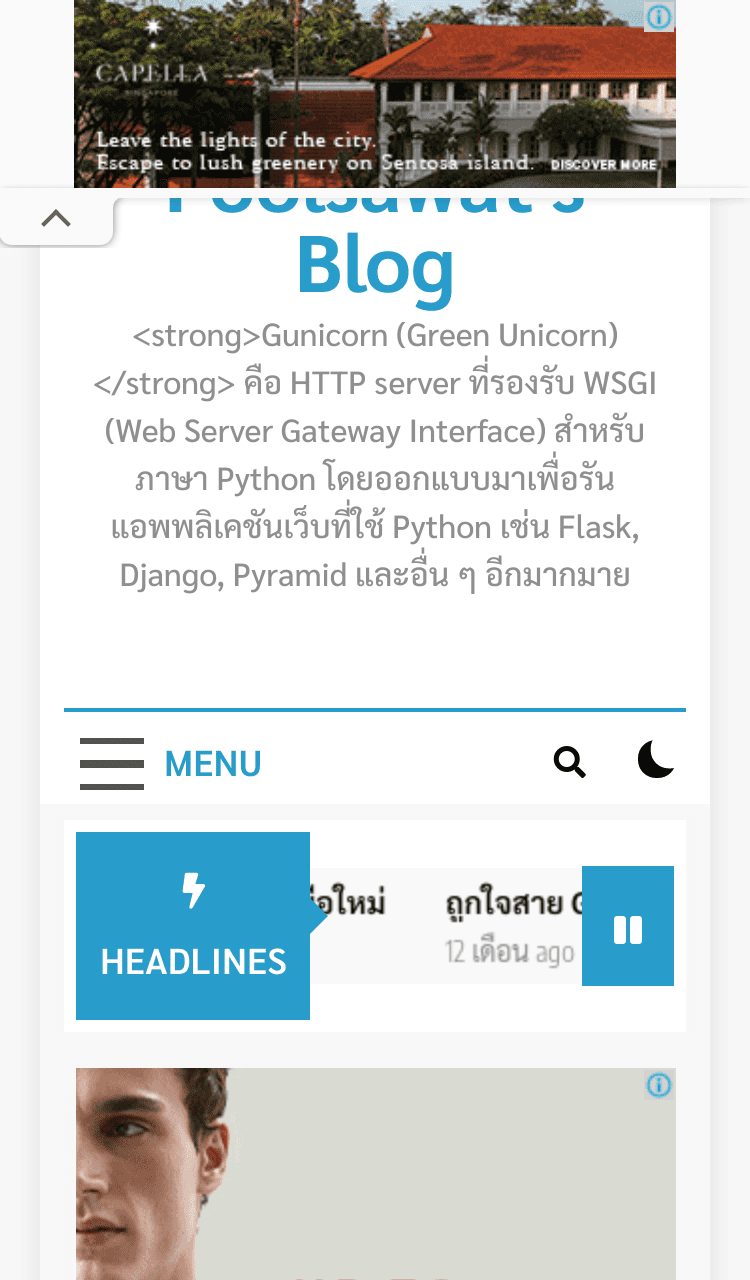 CAPELLA
SINGAPORE
Leave the lights of the city.
Escape to lush greenery on Sentosa island. DISCOVER MORE
Poolsawat's
Blog
<strong>Gunicorn (Green Unicorn)
</strong> คือ HTTP server ที่รองรับ WSGI
(Web Server Gateway Interface) สำหรับ
ภาษา Python โดยออกแบบมาเพื่อรัน
แอพพลิเคชันเว็บที่ใช้ Python เช่น Flask,
Django, Pyramid และอื่น ๆ อีกมากมาย
MENU
HEADLINES
อใหม่ ถูกใจสาย
12 เดือน ago